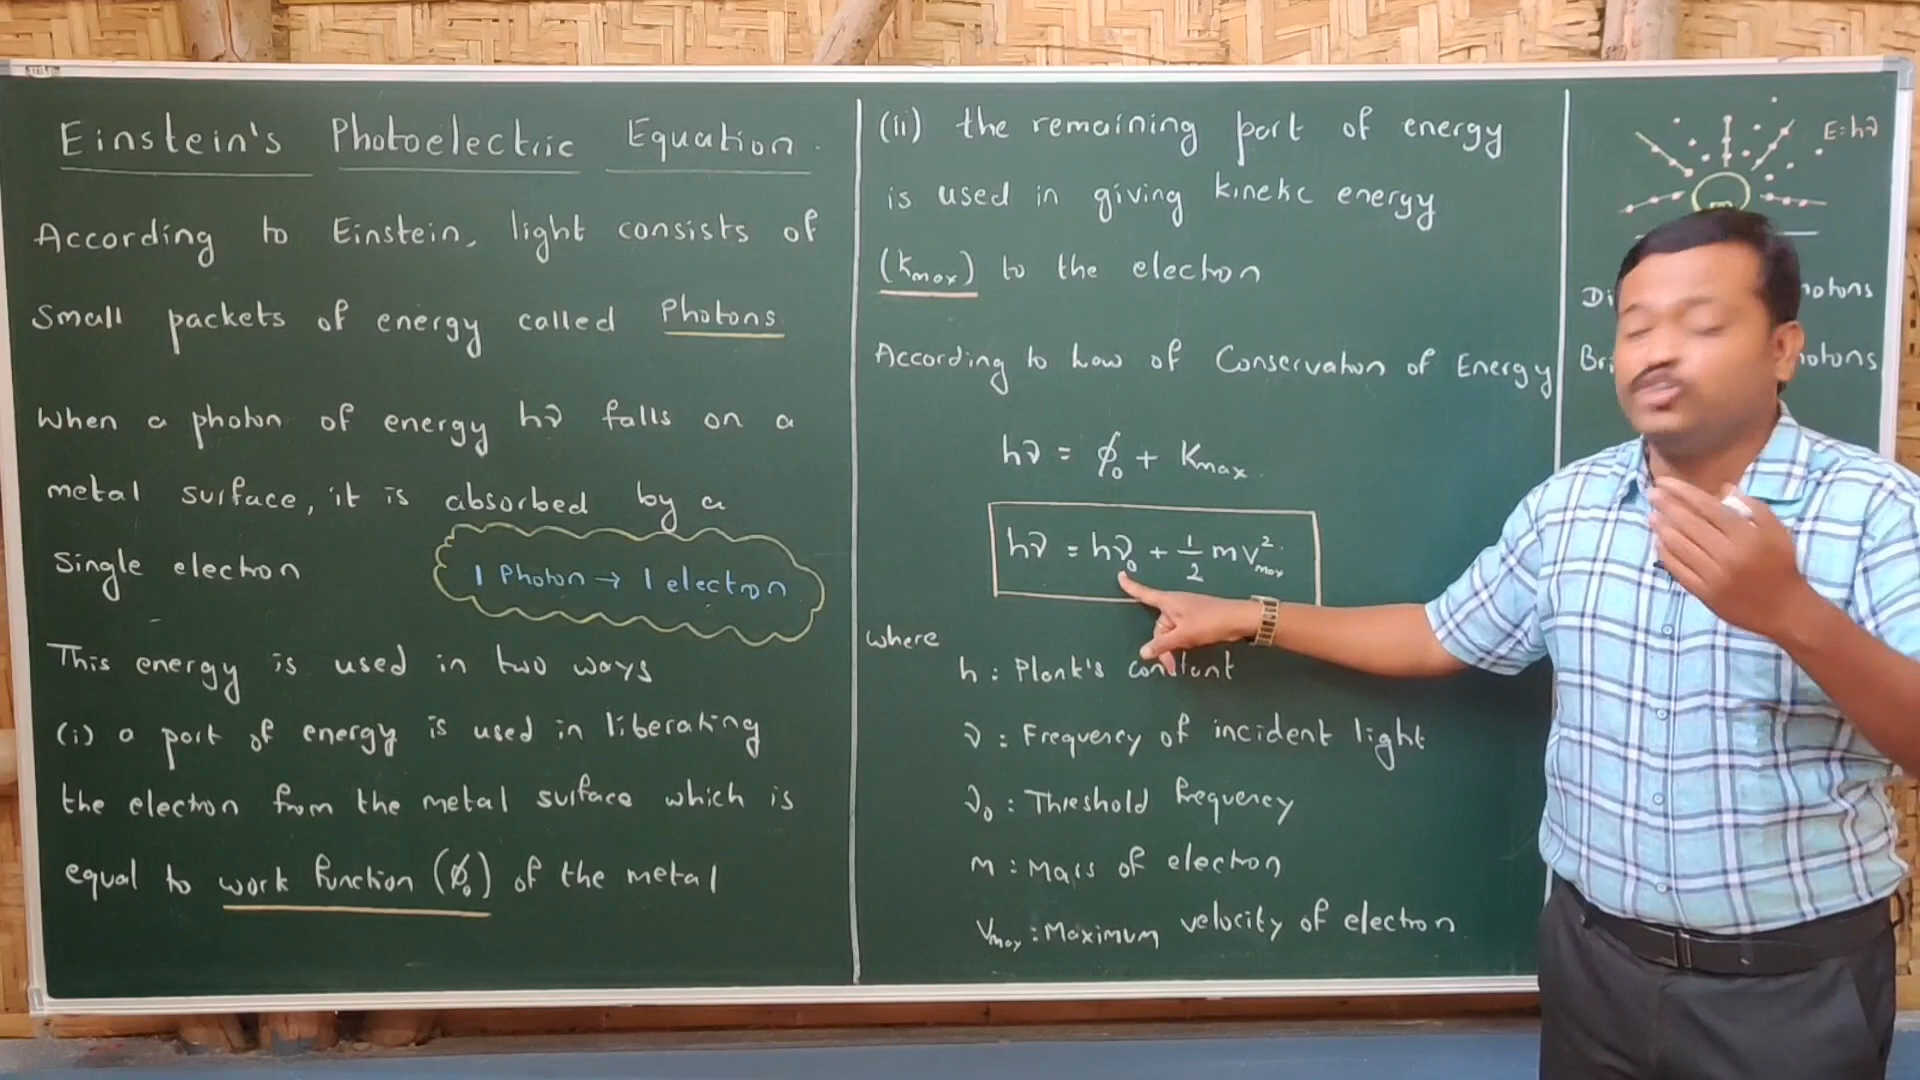 Einstein's Photoelectric Equation.
According to Einstein, light consists of
small packets of energy called Photons
When a photon of energy hν falls on a
metal surface, it is absorbed by a
single electron
1 Photon → 1 electron
This energy is used in two ways
(i) a part of energy is used in liberating
the electron from the metal surface which is
equal to work function (ϕ₀) of the metal
(ii) the remaining part of energy
is used in giving kinetic energy
(Kmax) to the electron
According to Law of Conservation of Energy
hν = ϕ₀ + Kmax.
hν = hν₀ + 1/2 mv²max
where
h : Plank's constant
ν : Frequency of incident light
ν₀ : Threshold frequency
m : Mass of electron
Vmax : Maximum velocity of electron
E=hν